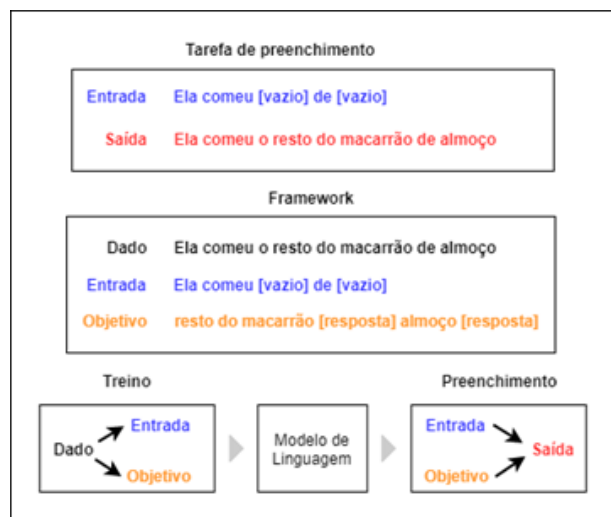 Tarefa de preenchimento
Entrada Ela comeu [vazio] de [vazio]
Saída Ela comeu o resto do macarrão de almoço
Framework
Dado Ela comeu o resto do macarrão de almoço
Entrada Ela comeu [vazio] de [vazio]
Objetivo resto do macarrão [resposta] almoço [resposta]
Treino
Dado
Entrada
Objetivo
Modelo de
Linguagem
Preenchimento
Entrada
Objetivo
Saída